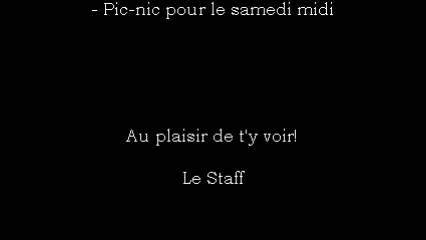 - Pic-nic pour le samedi midi
Au plaisir de t'y voir!
Le Staff